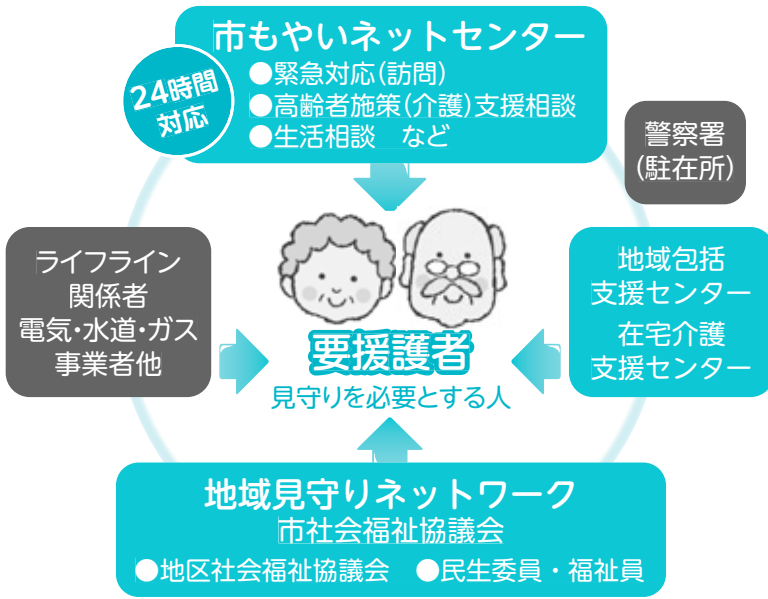 市もやいネットセンター
●緊急対応(訪問)
●高齢者施策(介護)支援相談
●生活相談　など
24時間
対応
警察署
(駐在所)
ライフライン
関係者
電気・水道・ガス
事業者他
地域包括
支援センター
在宅介護
支援センター
要援護者
見守りを必要とする人
地域見守りネットワーク
市社会福祉協議会
●地区社会福祉協議会　●民生委員・福祉員